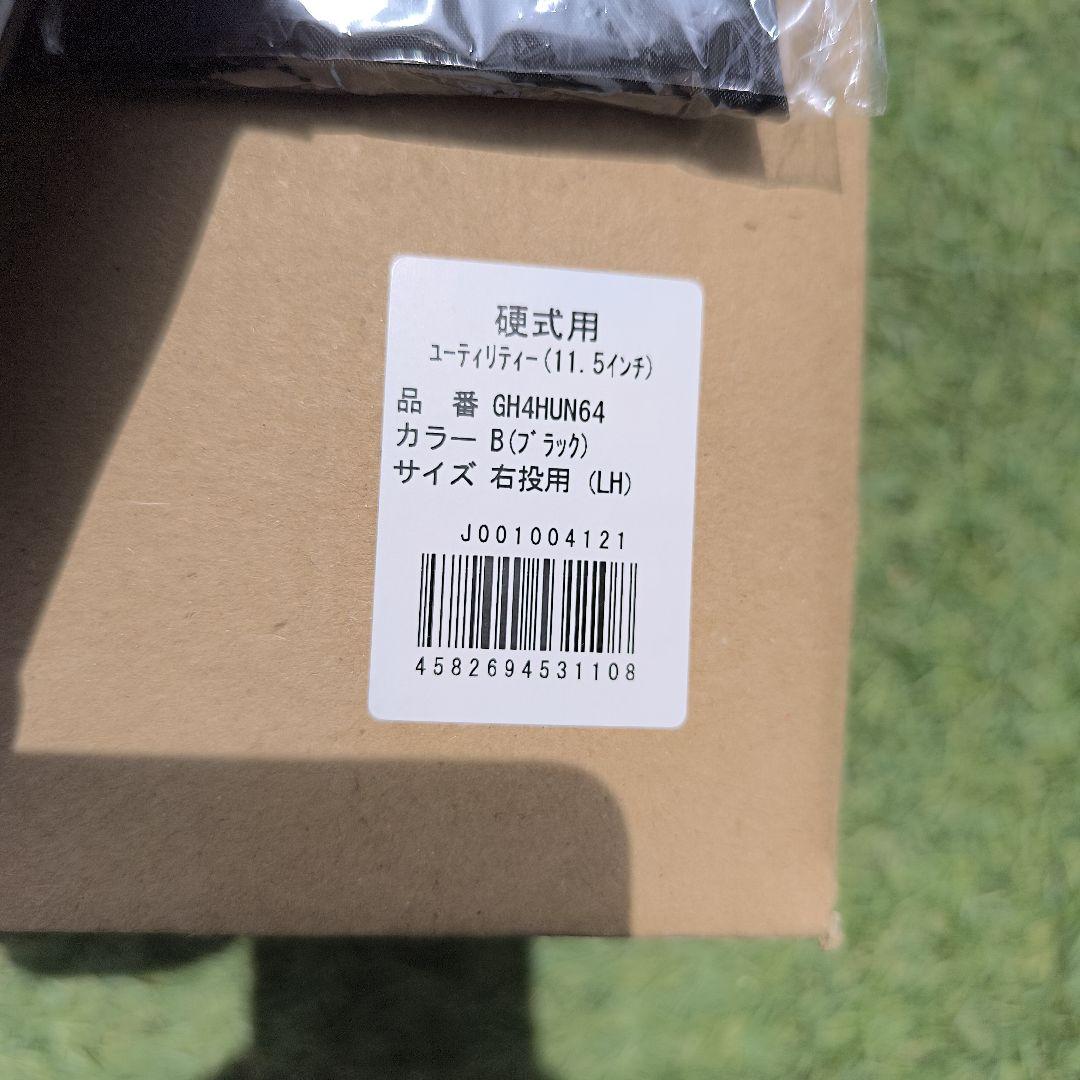 硬式用
ﾕｰﾃｨﾘﾃｨｰ(11.5ｲﾝﾁ)
品　番 GH4HUN64
カラー B(ﾌﾞﾗｯｸ)
サイズ 右投用 (LH)
J001004121
4582694531108